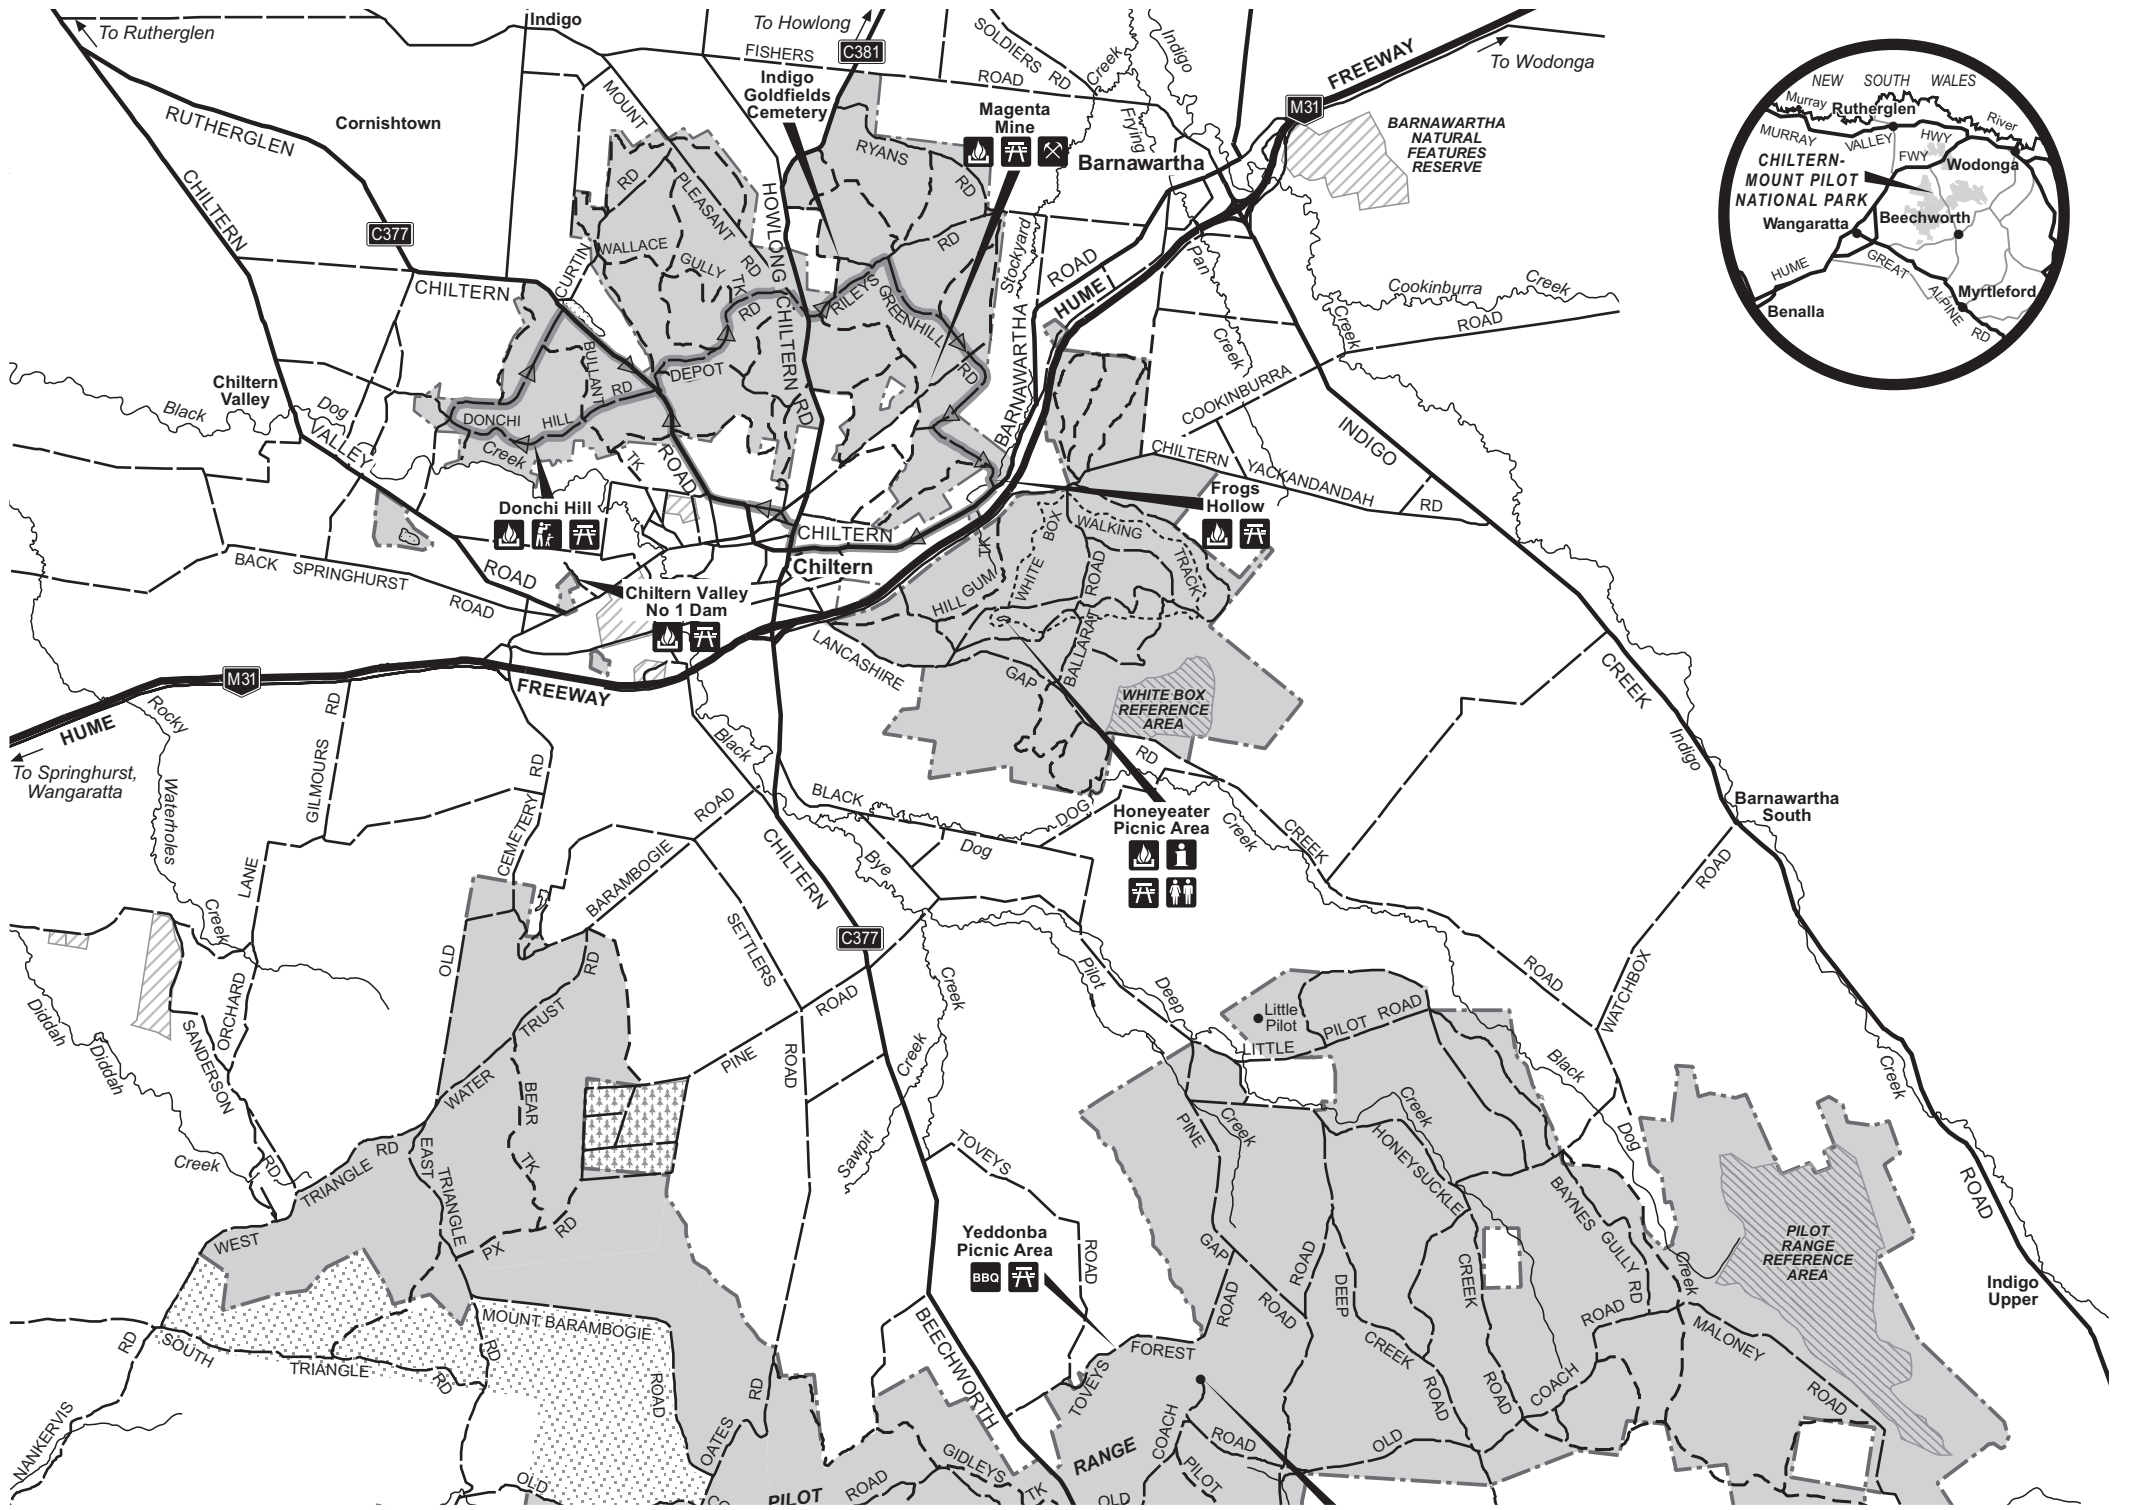 To Rutherglen
Indigo
To Howlong
C381
FISHERS
ROAD
SOLDIERS RD
Creek
Indigo
FREEWAY
To Wodonga
M31
RUTHERGLEN
Cornishtown
MOUNT
PLEASANT
RD
Indigo
Goldfields
Cemetery
Magenta
Mine
RYANS
RD
Frying
Pan
Creek
Barnawartha
BARNAWARTHA
NATURAL
FEATURES
RESERVE
NEW SOUTH WALES
Murray
River
Rutherglen
MURRAY
VALLEY
HWY
FWY
Wodonga
CHILTERN-
MOUNT PILOT
NATIONAL PARK
Wangaratta
Beechworth
HUME
GREAT
ALPINE
RD
Myrtleford
Benalla
CHILTERN
VALLEY
ROAD
C377
CHILTERN
ROAD
CURTIN
RD
WALLACE
GULLY
TK
HOWLONG
CHILTERN
RD
RD
RILEYS
RD
GREENHILL
RD
Stockyard
ROAD
HUME
BARNAWARTHA
Cookinburra
Creek
ROAD
COOKINBURRA
Creek
Chiltern
Valley
Black
Dog
Creek
DONCHI
HILL
RD
BULLANT
TK
DEPOT
RD
CHILTERN
YACKANDANDAH
RD
INDIGO
CREEK
ROAD
Donchi Hill
Frogs
Hollow
BACK SPRINGHURST
ROAD
CHILTERN
Chiltern
TK
GUM
HILL
WHITE
BOX
WALKING
TRACK
BALLARAT
ROAD
Chiltern Valley
No 1 Dam
LANCASHIRE
GAP
RD
WHITE BOX
REFERENCE
AREA
M31
HUME
FREEWAY
To Springhurst,
Wangaratta
Rocky
Waterholes
Creek
GILMOURS
RD
CEMETERY
RD
LANE
ORCHARD
Black
Dog
Creek
BLACK
DOG
CREEK
ROAD
Honeyeater
Picnic Area
Indigo
Creek
Barnawartha
South
BARAMBOGIE
ROAD
CHILTERN
Bye
Creek
SETTLERS
ROAD
C377
OLD
RD
WATER
TRUST
BEAR
TK
PINE
ROAD
Diddah
Diddah
Creek
SANDERSON
RD
WEST
TRIANGLE
RD
EAST
TRIANGLE
RD
PX
RD
Sawpit
Creek
Pilot
Creek
Deep
Creek
Little
Pilot
LITTLE
PILOT
ROAD
WATCHBOX
ROAD
Black
Dog
Creek
TOVEYS
ROAD
Yeddonba
Picnic Area
BBQ
PINE
GAP
ROAD
HONEYSUCKLE
CREEK
ROAD
DEEP
CREEK
ROAD
ROAD
BAYNES
GULLY
RD
PILOT
RANGE
REFERENCE
AREA
Indigo
Upper
SOUTH
TRIANGLE
RD
MOUNT BARAMBOGIE
ROAD
NANKERVIS
RD
OLD
OATES
RD
CO
PILOT
RANGE
BEECHWORTH
GIDLEYS
TK
ROAD
TOVEYS
FOREST
ROAD
COACH
ROAD
PILOT
OLD
OLD
COACH
ROAD
MALONEY
ROAD